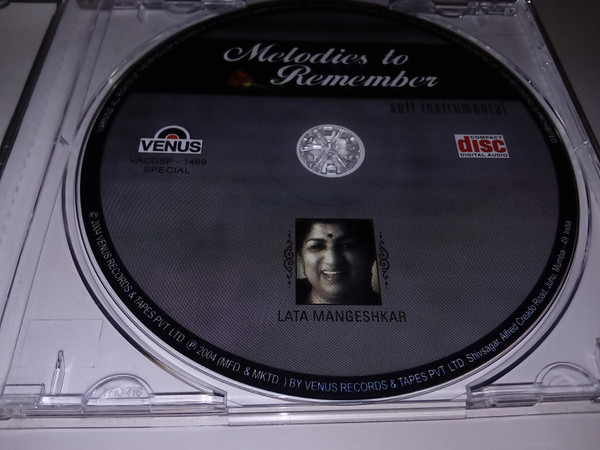 Melodies to
Remember
soft instrumental
VENUS
VACDSP - 1469
SPECIAL
COMPACT
disc
DIGITAL AUDIO
LATA MANGESHKAR
℗ 2004 VENUS RECORDS & TAPES PVT LTD ℗ 2004 (MFD. & MKTD. ) BY VENUS RECORDS & TAPES PVT. LTD. Shivsagar, Alfred Creado Road, Juhu, Mumbai - 49. India